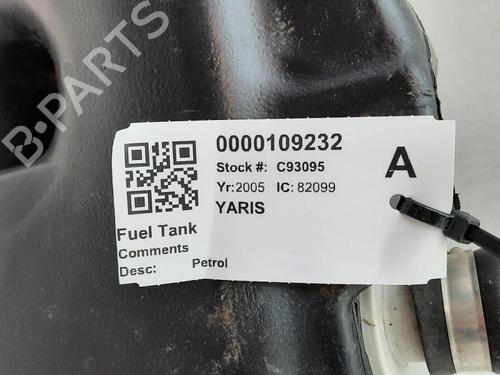 B-PARTS
0000109232
Stock #: C93095
A
Yr:2005 IC: 82099
YARIS
Fuel Tank
Comments
Desc: Petrol